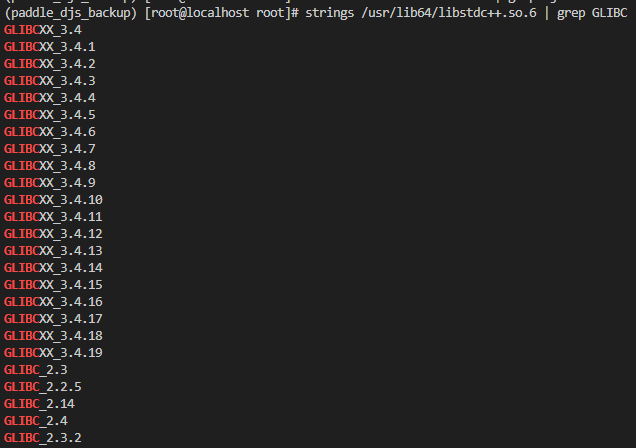 (paddle_djs_backup) [root@localhost root]# strings /usr/lib64/libstdc++.so.6 | grep GLIBC
GLIBCXX_3.4
GLIBCXX_3.4.1
GLIBCXX_3.4.2
GLIBCXX_3.4.3
GLIBCXX_3.4.4
GLIBCXX_3.4.5
GLIBCXX_3.4.6
GLIBCXX_3.4.7
GLIBCXX_3.4.8
GLIBCXX_3.4.9
GLIBCXX_3.4.10
GLIBCXX_3.4.11
GLIBCXX_3.4.12
GLIBCXX_3.4.13
GLIBCXX_3.4.14
GLIBCXX_3.4.15
GLIBCXX_3.4.16
GLIBCXX_3.4.17
GLIBCXX_3.4.18
GLIBCXX_3.4.19
GLIBC_2.3
GLIBC_2.2.5
GLIBC_2.14
GLIBC_2.4
GLIBC_2.3.2